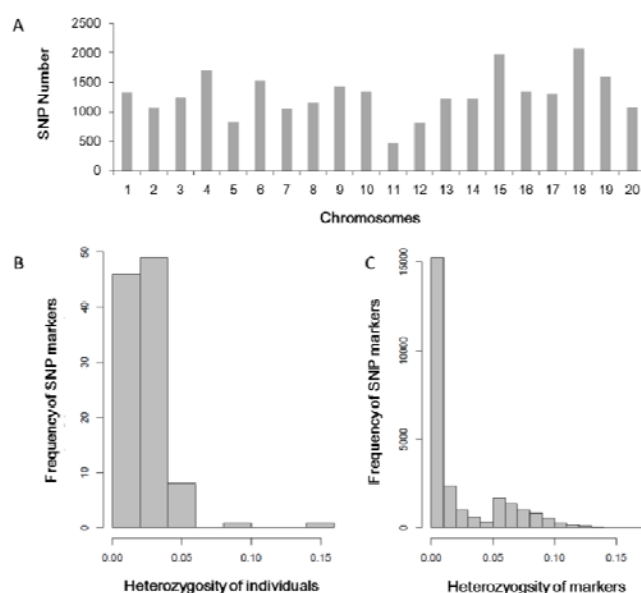 A
SNP Number
2500
2000
1500
1000
500
0
1 2 3 4 5 6 7 8 9 10 11 12 13 14 15 16 17 18 19 20
Chromosomes
B
Frequency of SNP markers
50
40
30
20
10
0
0.00 0.05 0.10 0.15
Heterozygosity of individuals
C
Frequency of SNP markers
15000
10000
5000
0
0.00 0.05 0.10 0.15
Heterozyogsity of markers